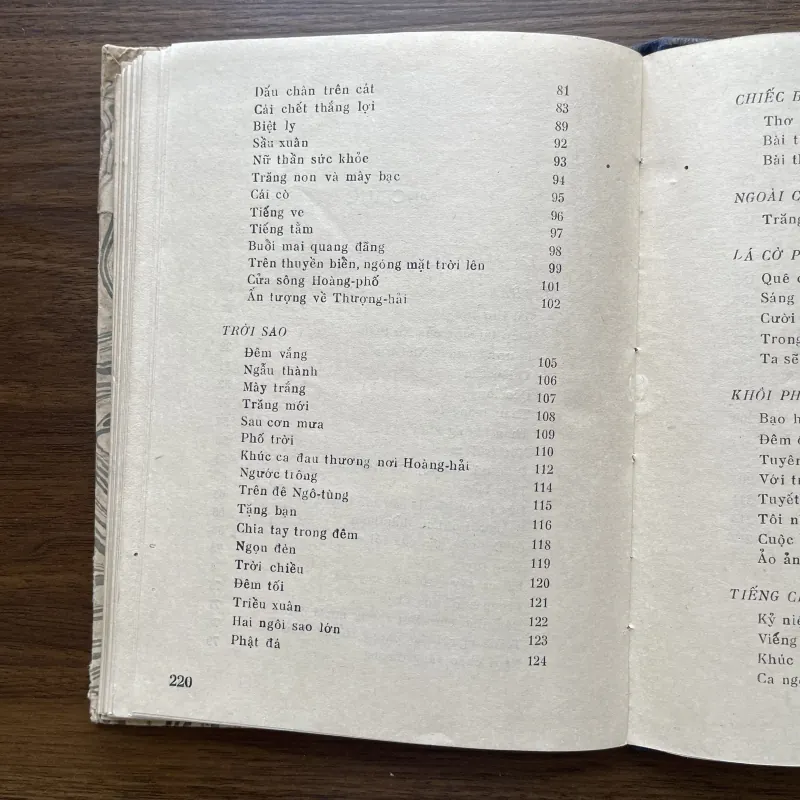 Dấu chân trên cát 81
Cái chết thắng lợi 83
Biệt ly 89
Sầu xuân 92
Nữ thần sức khỏe 93
Trăng non và mây bạc 94
Cái cò 95
Tiếng ve 96
Tiếng tằm 97
Buổi mai quang đãng 98
Trên thuyền biển, ngóng mặt trời lên 99
Cửa sông Hoàng-phố 101
Ấn tượng về Thượng-hải 102
TRỜI SAO
Đêm vắng 105
Ngẫu thành 106
Mây trắng 107
Trăng mới 108
Sau cơn mưa 109
Phố trời 110
Khúc ca đau thương nơi Hoàng-hải 112
Ngước trông 114
Trên đê Ngô-tùng 115
Tặng bạn 116
Chia tay trong đêm 118
Ngọn đèn 119
Trời chiều 120
Đêm tối 121
Triều xuân 122
Hai ngôi sao lớn 123
Phật đá 124
220
CHIẾC
Thơ
Bài
Bài
NGOÀI
LÁ CỜ
Quê
Sáng
Cười
Trong
Ta sẽ
KHÔI
Bạo
Đêm
Tuyên
Với
Tuyết
Tôi
Cuộc
Ảo
TIẾNG
Kỷ
Viếng
Khúc
Ca